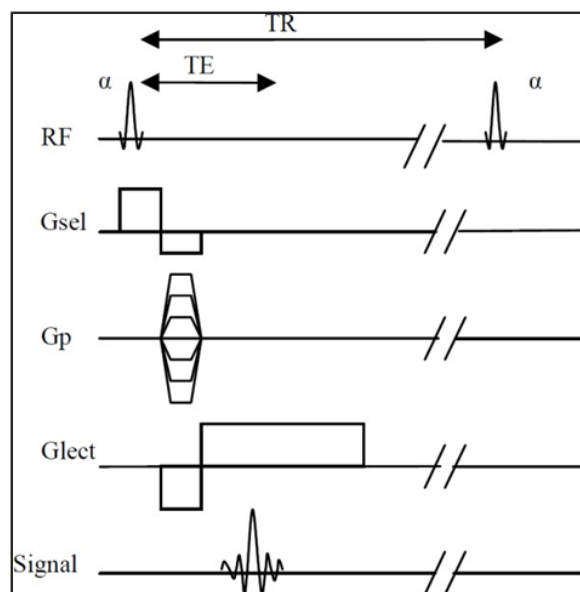 TR
TE
α α
RF
Gsel
Gp
Glect
Signal